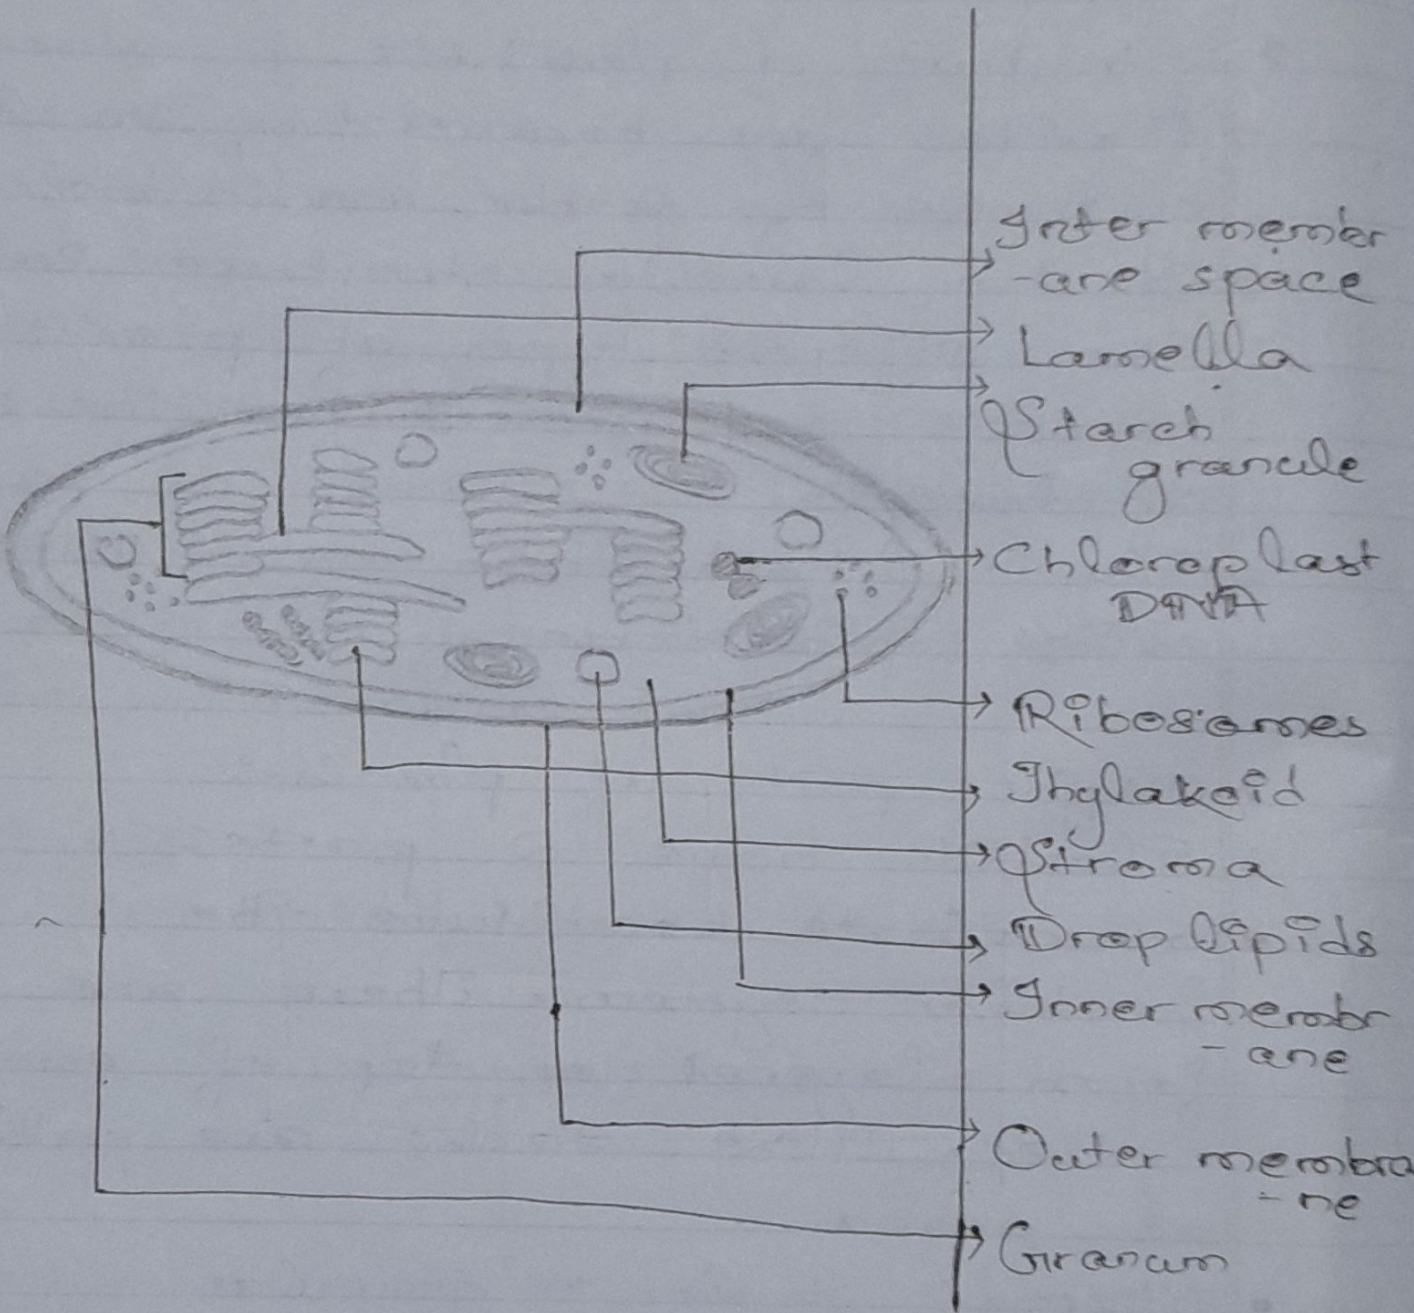 Inter membr
-ane space
Lamella
Starch
granule
Chloroplast
DNA
Ribosomes
Thylakoid
Stroma
Drop lipids
Inner membr
- ane
Outer membra
- ne
Granum